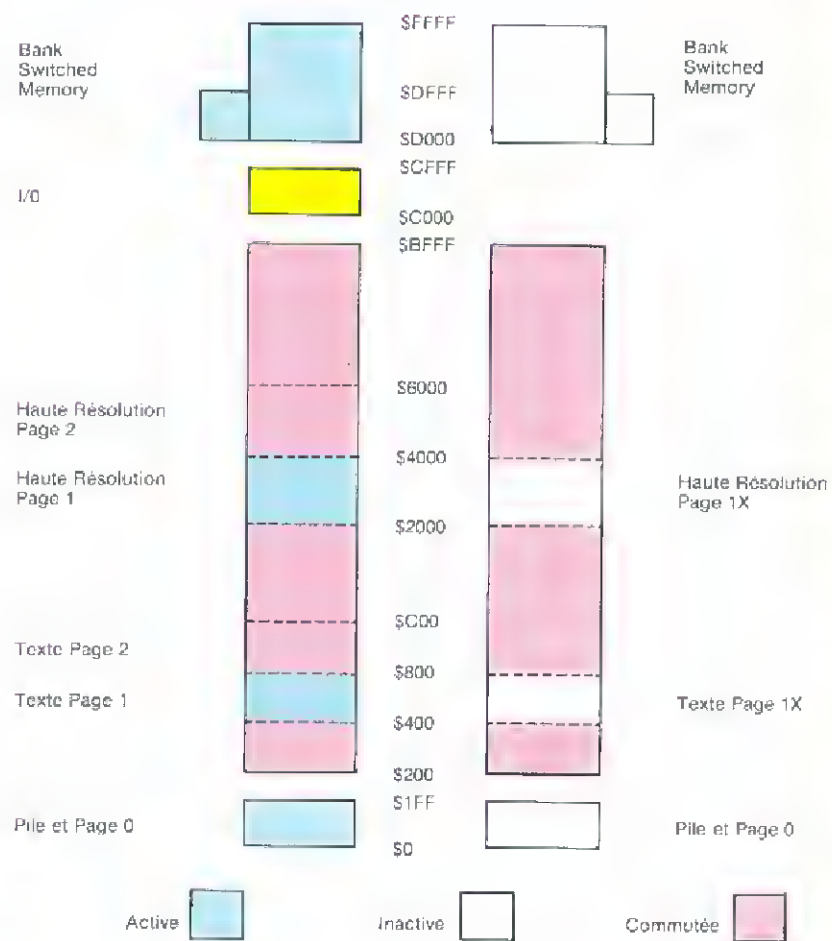 Bank
Switched
Memory
$FFFF
$DFFF
$D000
Bank
Switched
Memory
I/0
$CFFF
$C000
$BFFF
$6000
Haute Résolution
Page 2
$4000
Haute Résolution
Page 1
Haute Résolution
Page 1X
$2000
$C00
Texte Page 2
$800
Texte Page 1
Texte Page 1X
$400
$200
$1FF
Pile et Page 0
Pile et Page 0
$0
Active
Inactive
Commutée